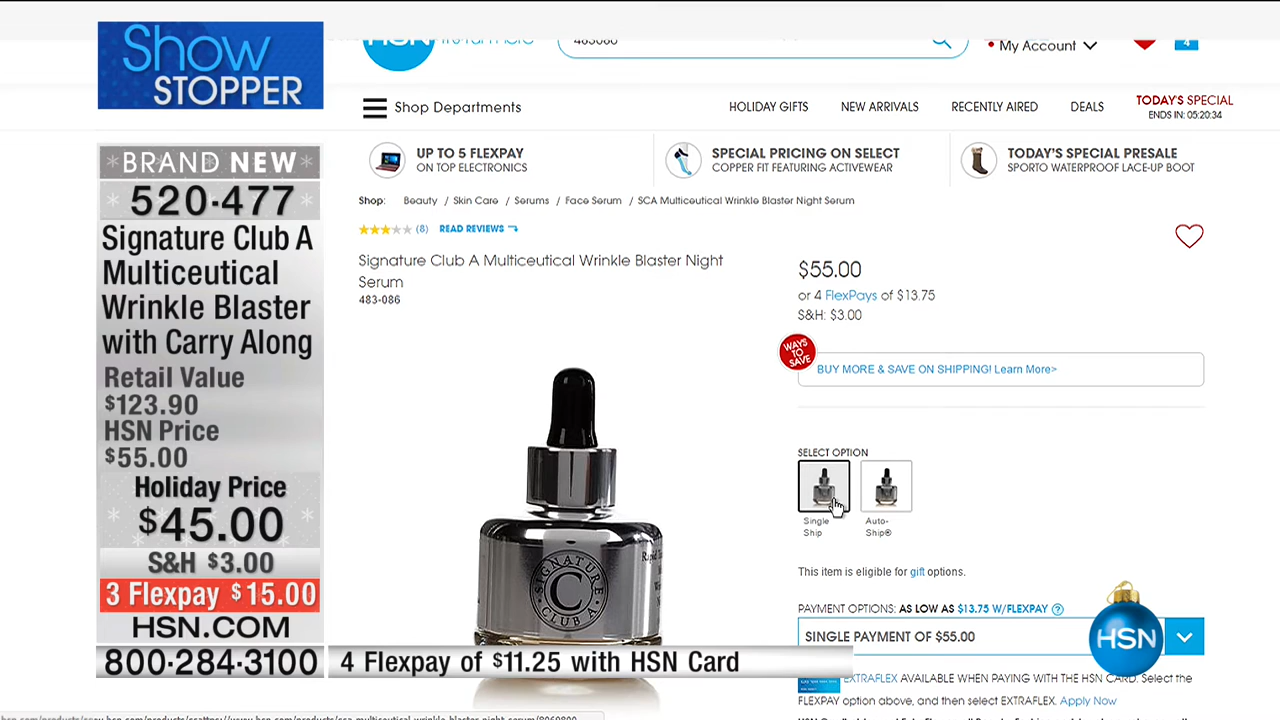 Show
STOPPER
BRAND NEW
520·477
Signature Club A
Multiceutical
Wrinkle Blaster
with Carry Along
Retail Value
$123.90
HSN Price
$55.00
Holiday Price
$45.00
S&H $3.00
3 Flexpay $15.00
HSN.COM
800·284·3100
4 Flexpay of $11.25 with HSN Card
HSN
483086
My Account
4
Shop Departments
HOLIDAY GIFTS
NEW ARRIVALS
RECENTLY AIRED
DEALS
TODAY'S SPECIAL
ENDS IN: 05:20:34
UP TO 5 FLEXPAY
ON TOP ELECTRONICS
SPECIAL PRICING ON SELECT
COPPER FIT FEATURING ACTIVEWEAR
TODAY'S SPECIAL PRESALE
SPORTO WATERPROOF LACE-UP BOOT
Shop: Beauty / Skin Care / Serums / Face Serum / SCA Multiceutical Wrinkle Blaster Night Serum
(8) READ REVIEWS
Signature Club A Multiceutical Wrinkle Blaster Night
Serum
483-086
$55.00
or 4 FlexPays of $13.75
S&H: $3.00
WAYS
TO
SAVE
BUY MORE & SAVE ON SHIPPING! Learn More>
SELECT OPTION
Single
Ship
Auto-
Ship®
This item is eligible for gift options.
PAYMENT OPTIONS: AS LOW AS $13.75 W/FLEXPAY ?
SINGLE PAYMENT OF $55.00
HSN
EXTRAFLEX AVAILABLE WHEN PAYING WITH THE HSN CARD. Select the
FLEXPAY option above, and then select EXTRAFLEX. Apply Now
SIGNATURE
C
CLUB A